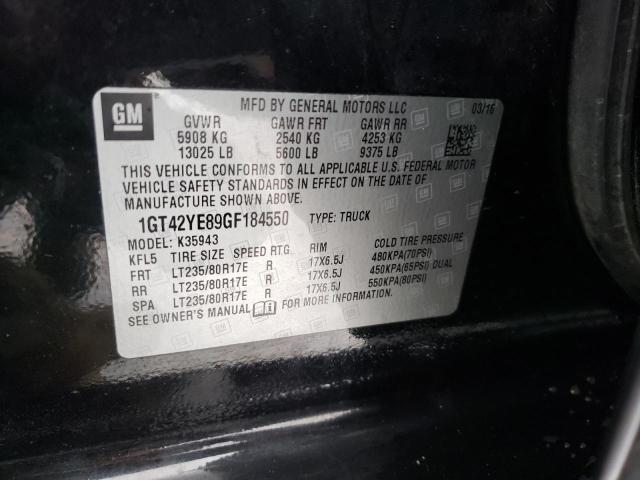 GM
MFD BY GENERAL MOTORS LLC 03/16
GVWR GAWR FRT GAWR RR
5908 KG 2540 KG 4253 KG
13025 LB 5600 LB 9375 LB
THIS VEHICLE CONFORMS TO ALL APPLICABLE U.S. FEDERAL MOTOR
VEHICLE SAFETY STANDARDS IN EFFECT ON THE DATE OF
MANUFACTURE SHOWN ABOVE.
1GT42YE89GF184550 TYPE: TRUCK
MODEL: K35943
KFL5 TIRE SIZE SPEED RTG RIM COLD TIRE PRESSURE
FRT LT235/80R17E R 17X6.5J 480KPA(70PSI)
RR LT235/80R17E R 17X6.5J 450KPA(65PSI) DUAL
SPA LT235/80R17E R 17X6.5J 550KPA(80PSI)
SEE OWNER'S MANUAL FOR MORE INFORMATION